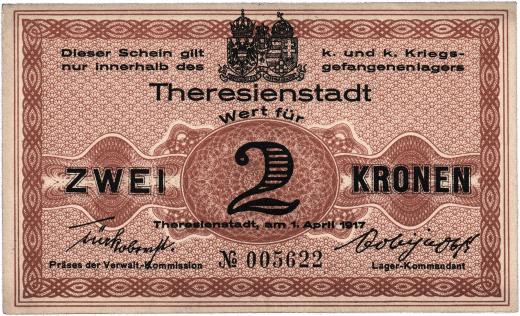 Dieser Schein gilt k. und k. Kriegs-
nur innerhalb des gefangenenlagers
Theresienstadt
Wert für
ZWEI 2 KRONEN
Theresienstadt, am 1. April 1917
Präses der Verwalt.-Kommission № 005622 Lager-Kommandant